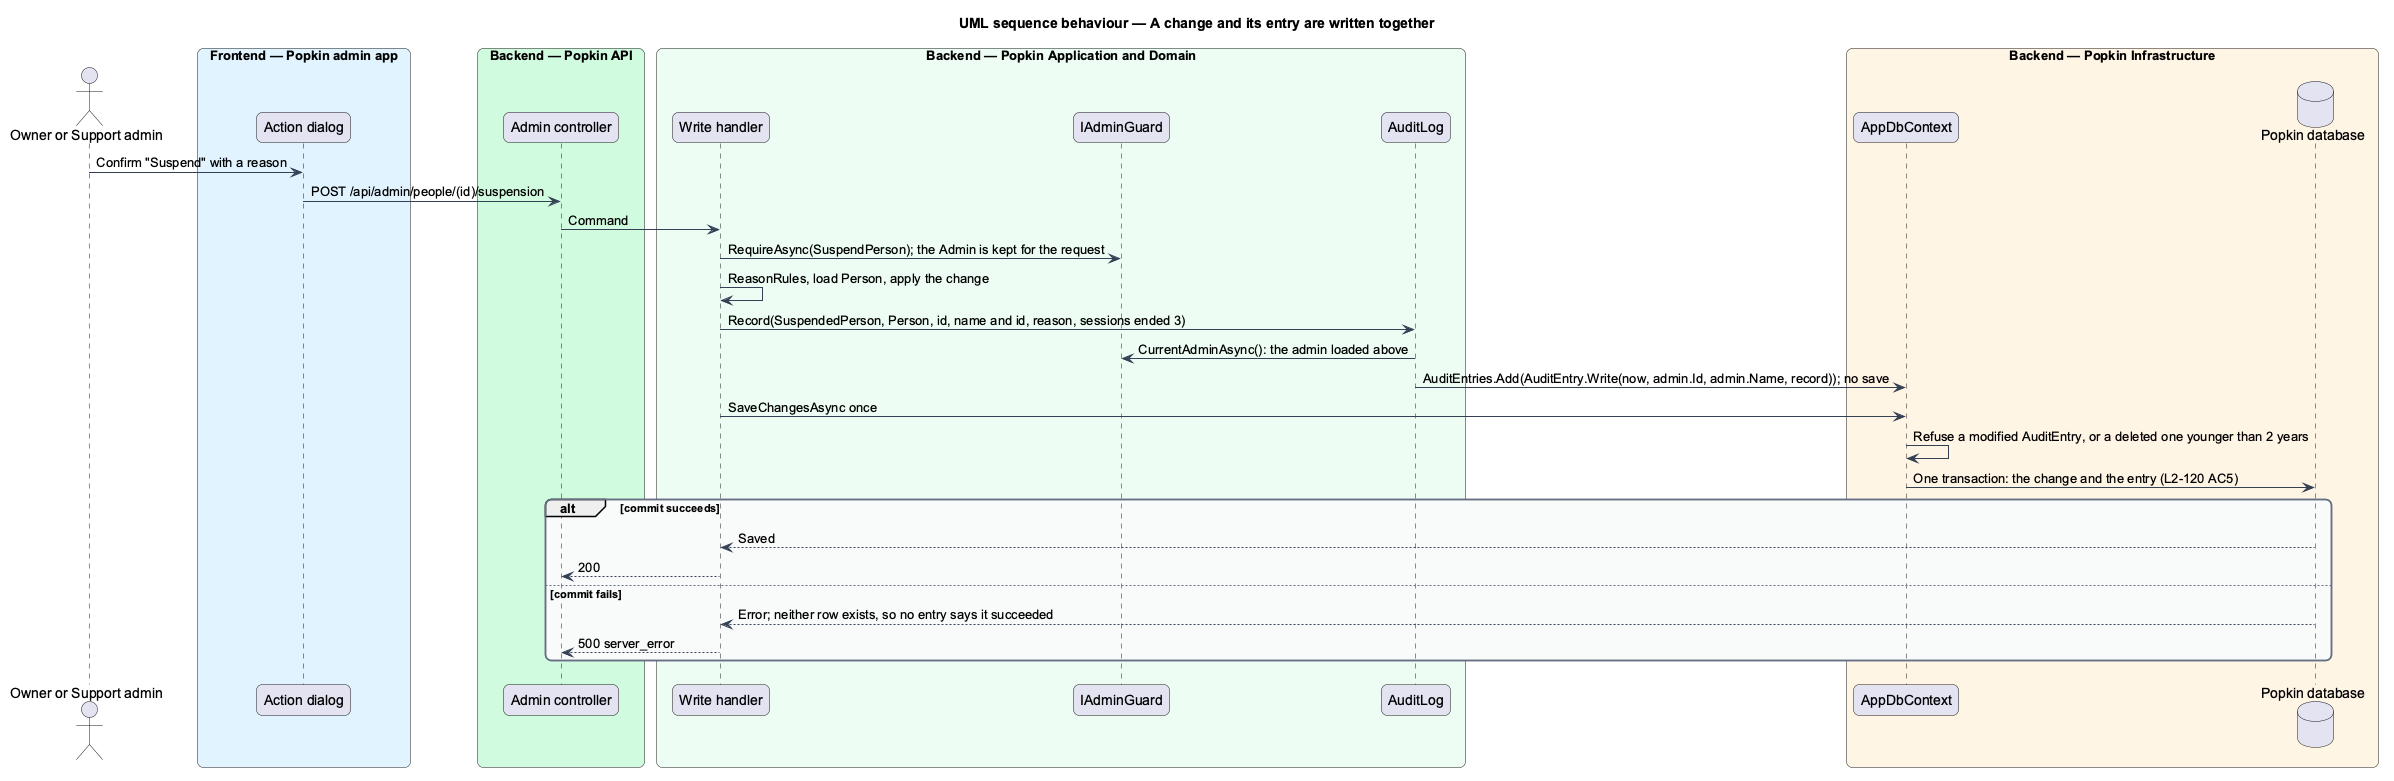 UML sequence behaviour — A change and its entry are written together
Frontend — Popkin admin app
Backend — Popkin API
Backend — Popkin Application and Domain
Backend — Popkin Infrastructure
Owner or Support admin
Action dialog
Admin controller
Write handler
IAdminGuard
AuditLog
AppDbContext
Popkin database
Confirm "Suspend" with a reason
POST /api/admin/people/(id)/suspension
Command
RequireAsync(SuspendPerson); the Admin is kept for the request
ReasonRules, load Person, apply the change
Record(SuspendedPerson, Person, id, name and id, reason, sessions ended 3)
CurrentAdminAsync(): the admin loaded above
AuditEntries.Add(AuditEntry.Write(now, admin.Id, admin.Name, record)); no save
SaveChangesAsync once
Refuse a modified AuditEntry, or a deleted one younger than 2 years
One transaction: the change and the entry (L2-120 AC5)
alt
[commit succeeds]
Saved
200
[commit fails]
Error; neither row exists, so no entry says it succeeded
500 server_error
Owner or Support admin
Action dialog
Admin controller
Write handler
IAdminGuard
AuditLog
AppDbContext
Popkin database